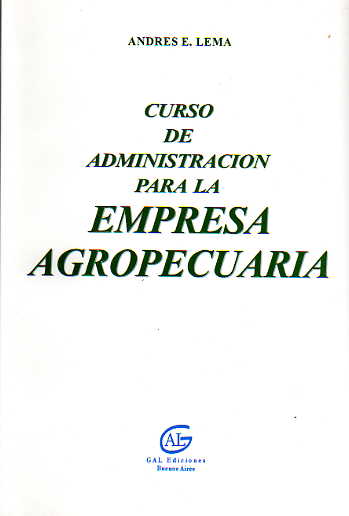 ANDRES E. LEMA
CURSO
DE
ADMINISTRACION
PARA LA
EMPRESA
AGROPECUARIA
GAL
GAL Ediciones
Buenos Aires